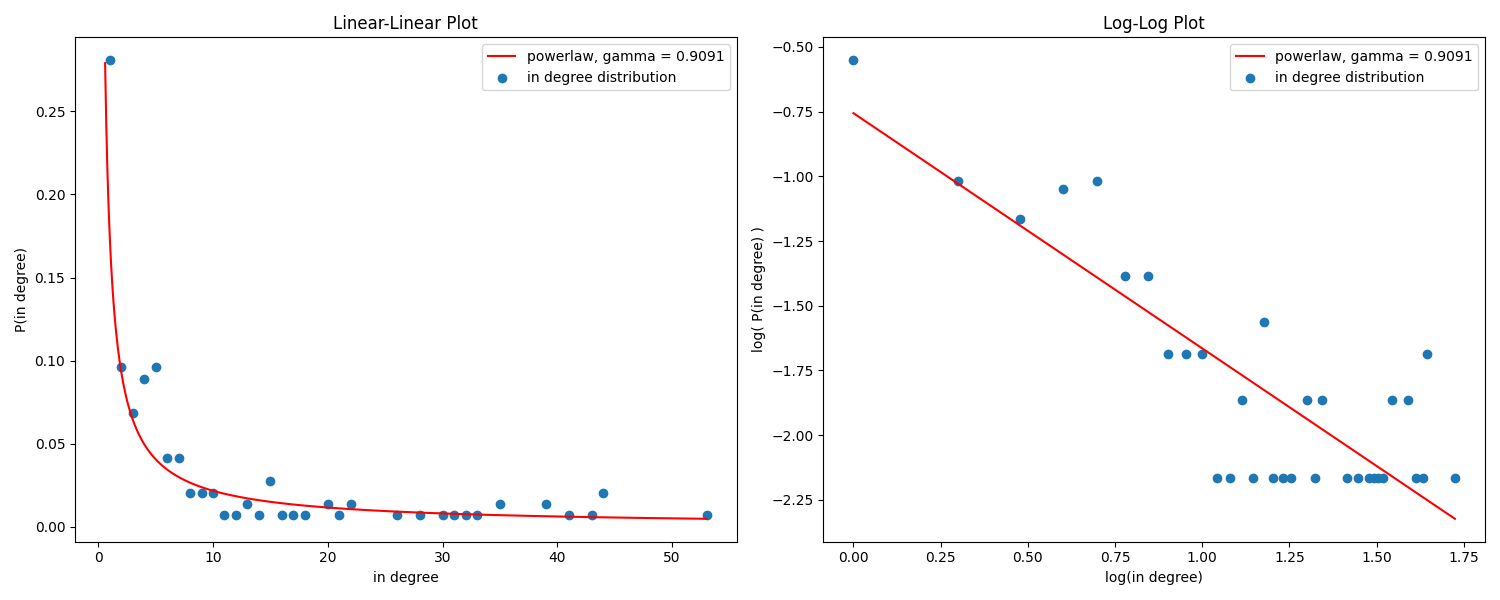 Linear-Linear Plot
powerlaw, gamma = 0.9091
in degree distribution
0.25
0.20
0.15
0.10
0.05
0.00
P(in degree)
0 10 20 30 40 50
in degree
Log-Log Plot
powerlaw, gamma = 0.9091
in degree distribution
−0.50
−0.75
−1.00
−1.25
−1.50
−1.75
−2.00
−2.25
log( P(in degree) )
0.00 0.25 0.50 0.75 1.00 1.25 1.50 1.75
log(in degree)